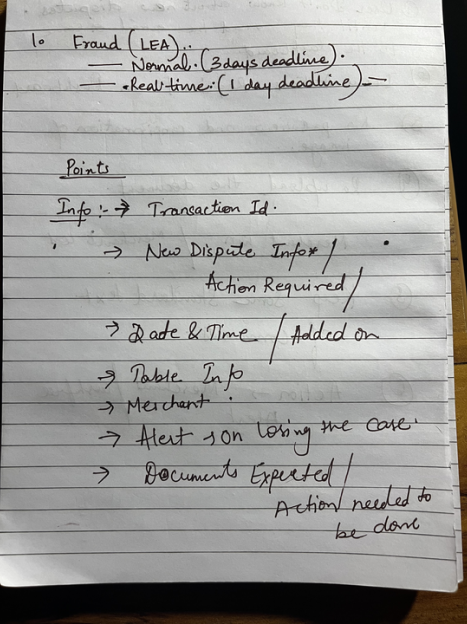 1. Fraud (LEA)..
— Normal. (3 days deadline).
— Real-time: (1 day deadline) —
Points
Info :- → Transaction Id.
→ New Dispute Info* /
Action Required /
→ Date & Time / Added on
→ Table Info
→ Merchant
→ Alert → on losing the case.
→ Documents Expected /
Action needed to
be done